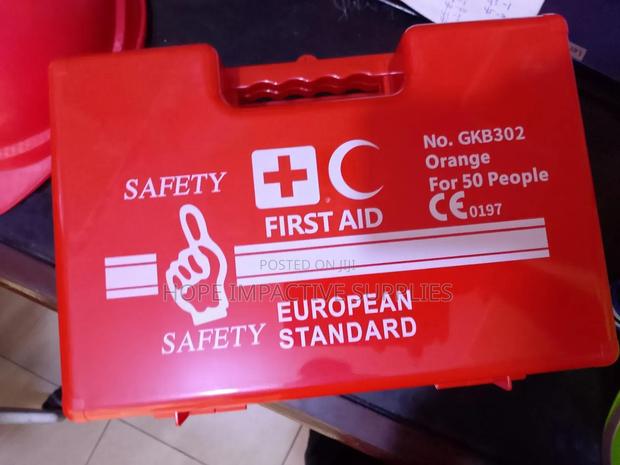 No. GKB302
Orange
For 50 People
CE 0197
SAFETY
FIRST AID
POSTED ON JIJI
HOPE IMPACTIVE SUPPLIES
EUROPEAN
STANDARD
SAFETY